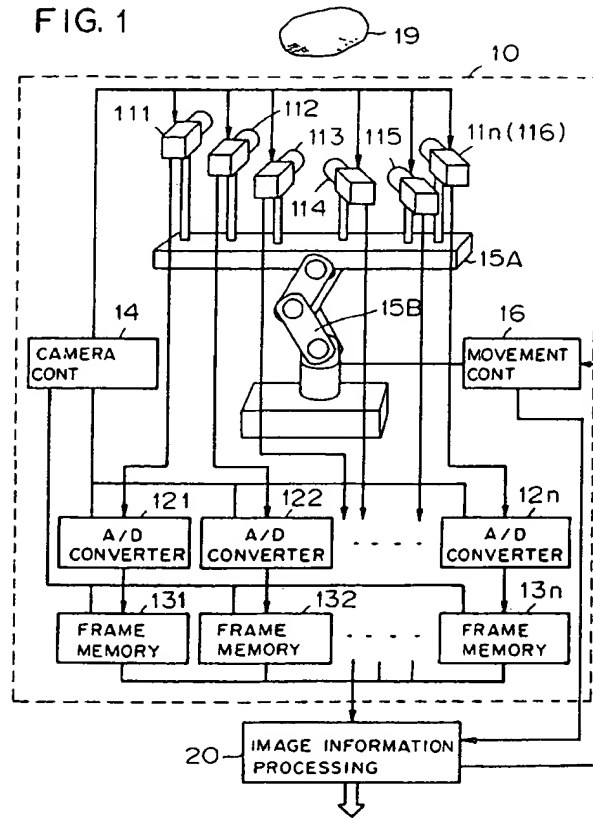 FIG. 1
19
10
111
112
113
114
115
11n(116)
15A
15B
14
CAMERA
CONT
16
MOVEMENT
CONT
121
A/D
CONVERTER
122
A/D
CONVERTER
12n
A/D
CONVERTER
131
FRAME
MEMORY
132
FRAME
MEMORY
13n
FRAME
MEMORY
20
IMAGE INFORMATION
PROCESSING